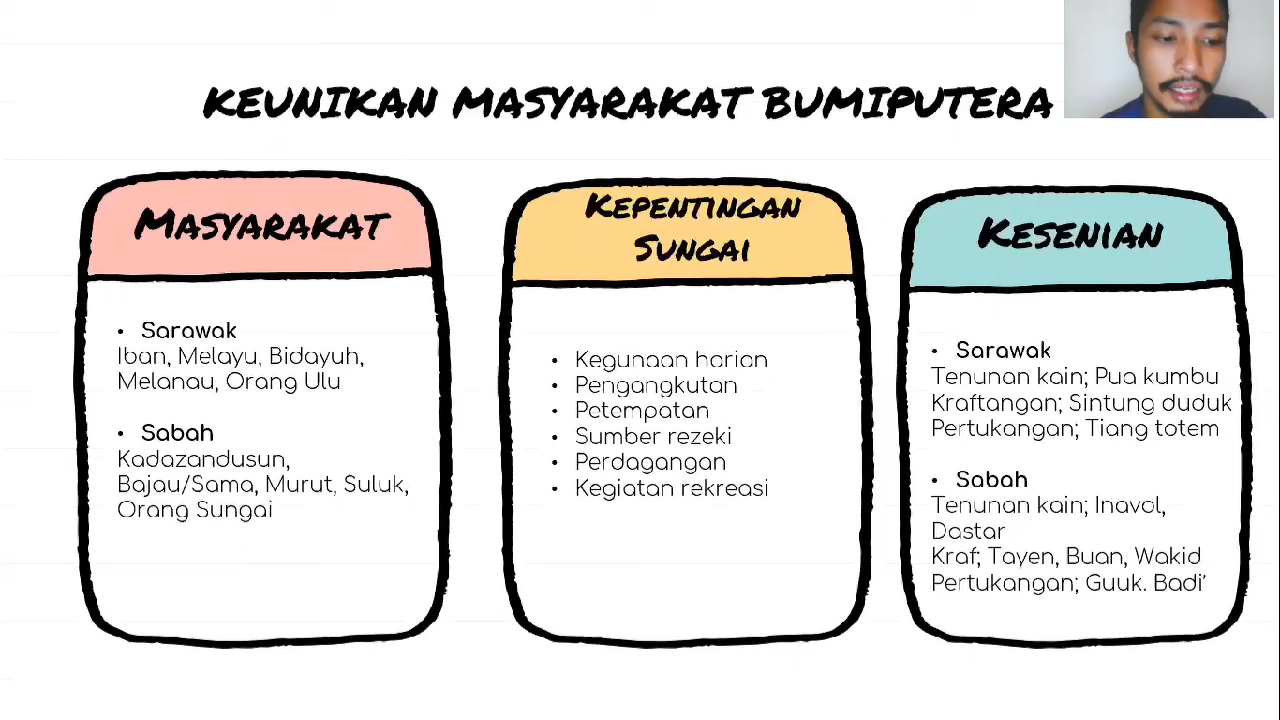 KEUNIKAN MASYARAKAT BUMIPUTERA
MASYARAKAT
• Sarawak
Iban, Melayu, Bidayuh,
Melanau, Orang Ulu
• Sabah
Kadazandusun,
Bajau/Sama, Murut, Suluk,
Orang Sungai
KEPENTINGAN
SUNGAI
• Kegunaan harian
• Pengangkutan
• Petempatan
• Sumber rezeki
• Perdagangan
• Kegiatan rekreasi
KESENIAN
• Sarawak
Tenunan kain; Pua kumbu
Kraftangan; Sintung duduk
Pertukangan; Tiang totem
• Sabah
Tenunan kain; Inavol,
Dastar
Kraf; Tayen, Buan, Wakid
Pertukangan; Guuk. Badi'